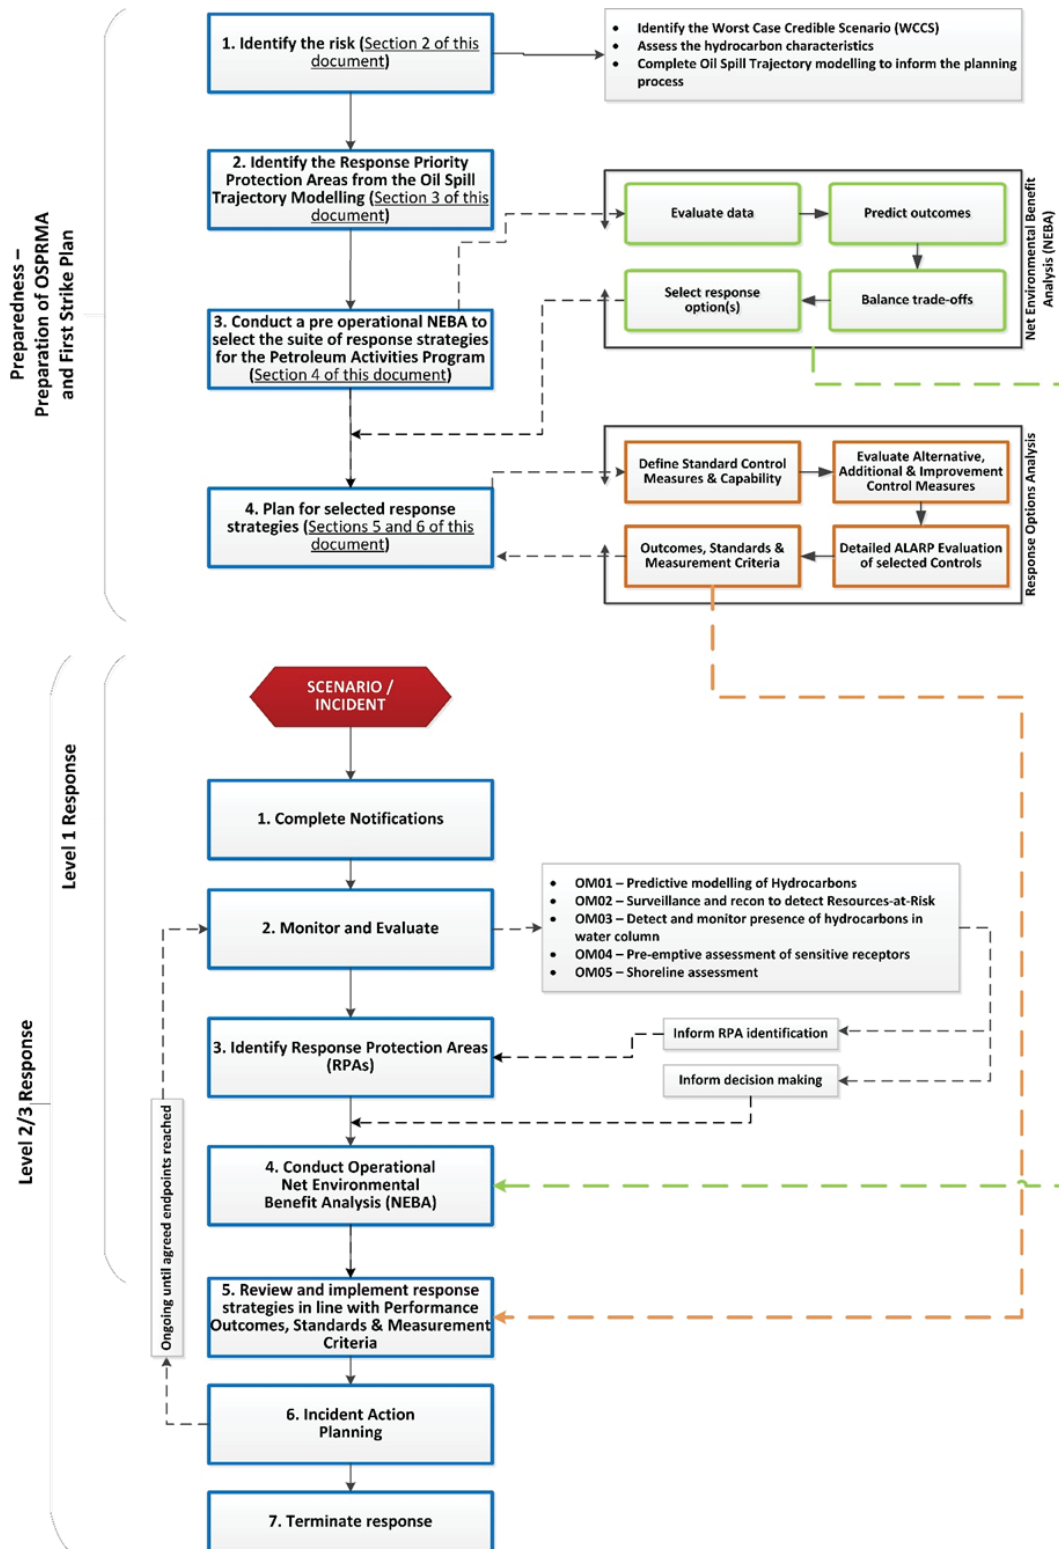 Preparedness –
Preparation of OSPRMA
and First Strike Plan
1. Identify the risk (Section 2 of this
document)
• Identify the Worst Case Credible Scenario (WCCS)
• Assess the hydrocarbon characteristics
• Complete Oil Spill Trajectory modelling to inform the planning
process
2. Identify the Response Priority
Protection Areas from the Oil Spill
Trajectory Modelling (Section 3 of this
document)
Evaluate data
Predict outcomes
Select response
option(s)
Balance trade-offs
Net Environmental Benefit
Analysis (NEBA)
3. Conduct a pre operational NEBA to
select the suite of response strategies
for the Petroleum Activities Program
(Section 4 of this document)
Define Standard Control
Measures & Capability
Evaluate Alternative,
Additional & Improvement
Control Measures
Outcomes, Standards &
Measurement Criteria
Detailed ALARP Evaluation
of selected Controls
Response Options Analysis
4. Plan for selected response
strategies (Sections 5 and 6 of this
document)
Level 2/3 Response
Level 1 Response
SCENARIO /
INCIDENT
1. Complete Notifications
2. Monitor and Evaluate
• OM01 – Predictive modelling of Hydrocarbons
• OM02 – Surveillance and recon to detect Resources-at-Risk
• OM03 – Detect and monitor presence of hydrocarbons in
water column
• OM04 – Pre-emptive assessment of sensitive receptors
• OM05 – Shoreline assessment
3. Identify Response Protection Areas
(RPAs)
Inform RPA identification
Inform decision making
4. Conduct Operational
Net Environmental
Benefit Analysis (NEBA)
Ongoing until agreed endpoints reached
5. Review and implement response
strategies in line with Performance
Outcomes, Standards & Measurement
Criteria
6. Incident Action
Planning
7. Terminate response